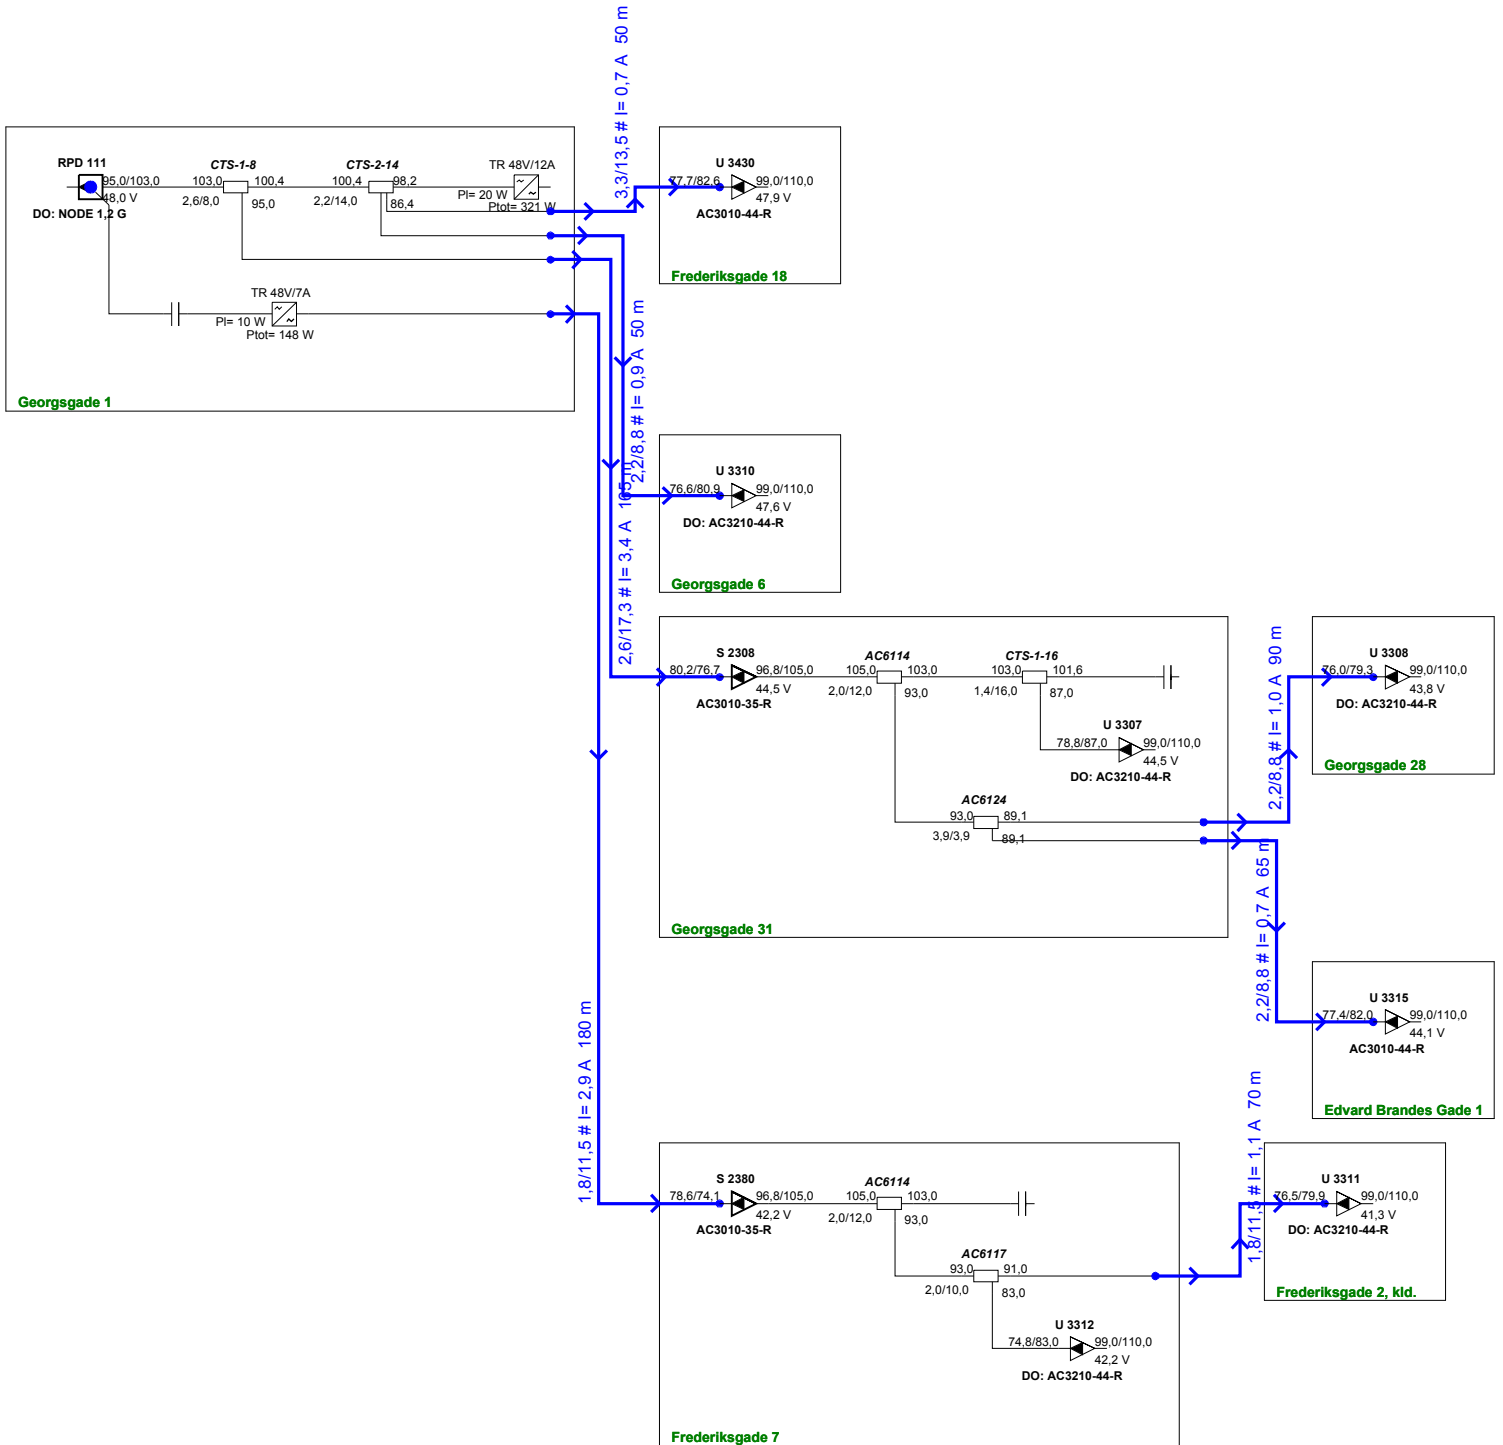 RPD 111
95,0/103,0
48,0 V
DO: NODE 1,2 G
CTS-1-8
103,0
100,4
2,6/8,0
95,0
CTS-2-14
100,4
98,2
2,2/14,0
86,4
TR 48V/12A
Pl= 20 W
Ptot= 321 W
TR 48V/7A
Pl= 10 W
Ptot= 148 W
Georgsgade 1
3,3/13,5 # I= 0,7 A 50 m
U 3430
77,7/82,6
99,0/110,0
47,9 V
AC3010-44-R
Frederiksgade 18
2,2/8,8 # I= 0,9 A 50 m
U 3310
76,6/80,9
99,0/110,0
47,6 V
DO: AC3210-44-R
Georgsgade 6
2,6/17,3 # I= 3,4 A 165 m
S 2308
80,2/76,7
96,8/105,0
44,5 V
AC3010-35-R
AC6114
105,0
103,0
2,0/12,0
93,0
CTS-1-16
103,0
101,6
1,4/16,0
87,0
U 3307
78,8/87,0
99,0/110,0
44,5 V
DO: AC3210-44-R
AC6124
93,0
89,1
3,9/3,9
89,1
Georgsgade 31
2,2/8,8 # I= 1,0 A 90 m
U 3308
76,0/79,3
99,0/110,0
43,8 V
DO: AC3210-44-R
Georgsgade 28
2,2/8,8 # I= 0,7 A 65 m
U 3315
77,4/82,0
99,0/110,0
44,1 V
AC3010-44-R
Edvard Brandes Gade 1
1,8/11,5 # I= 2,9 A 180 m
S 2380
78,6/74,1
96,8/105,0
42,2 V
AC3010-35-R
AC6114
105,0
103,0
2,0/12,0
93,0
AC6117
93,0
91,0
2,0/10,0
83,0
U 3312
74,8/83,0
99,0/110,0
42,2 V
DO: AC3210-44-R
Frederiksgade 7
1,8/11,5 # I= 1,1 A 70 m
U 3311
76,5/79,9
99,0/110,0
41,3 V
DO: AC3210-44-R
Frederiksgade 2, kld.